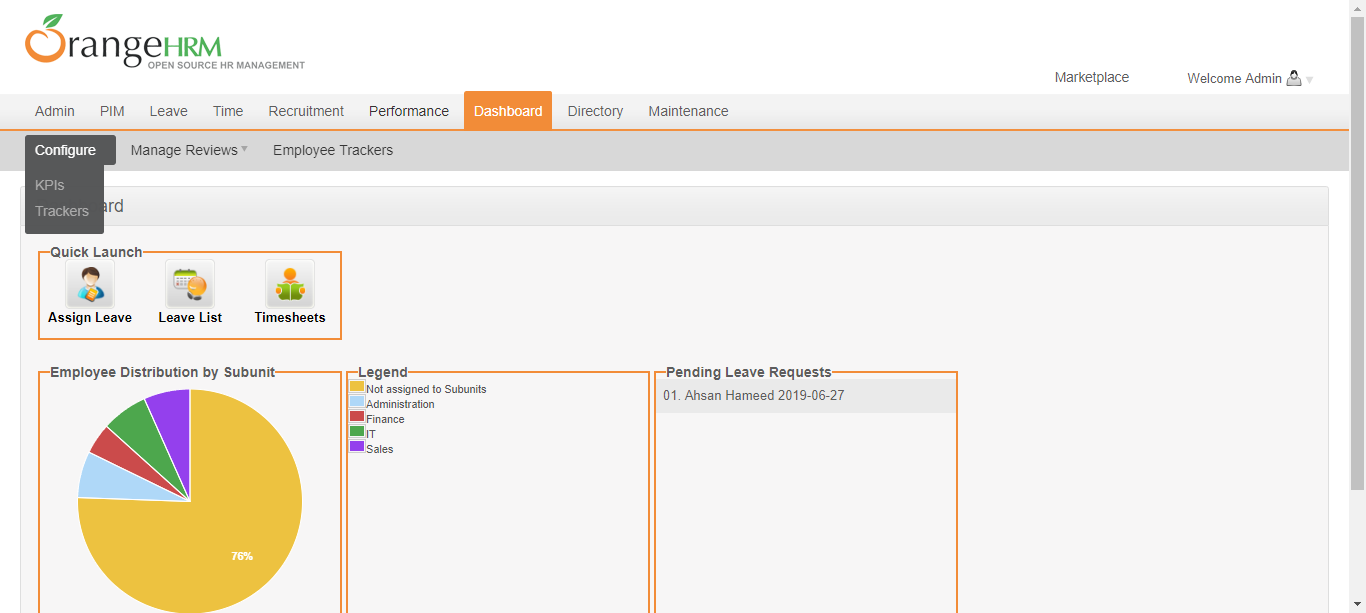 OrangeHRM
OPEN SOURCE HR MANAGEMENT
Marketplace
Welcome Admin
Admin PIM Leave Time Recruitment Performance Dashboard Directory Maintenance
Configure Manage Reviews Employee Trackers
KPIs
Trackers
ard
Quick Launch
Assign Leave Leave List Timesheets
Employee Distribution by Subunit
76%
Legend
Not assigned to Subunits
Administration
Finance
IT
Sales
Pending Leave Requests
01. Ahsan Hameed 2019-06-27